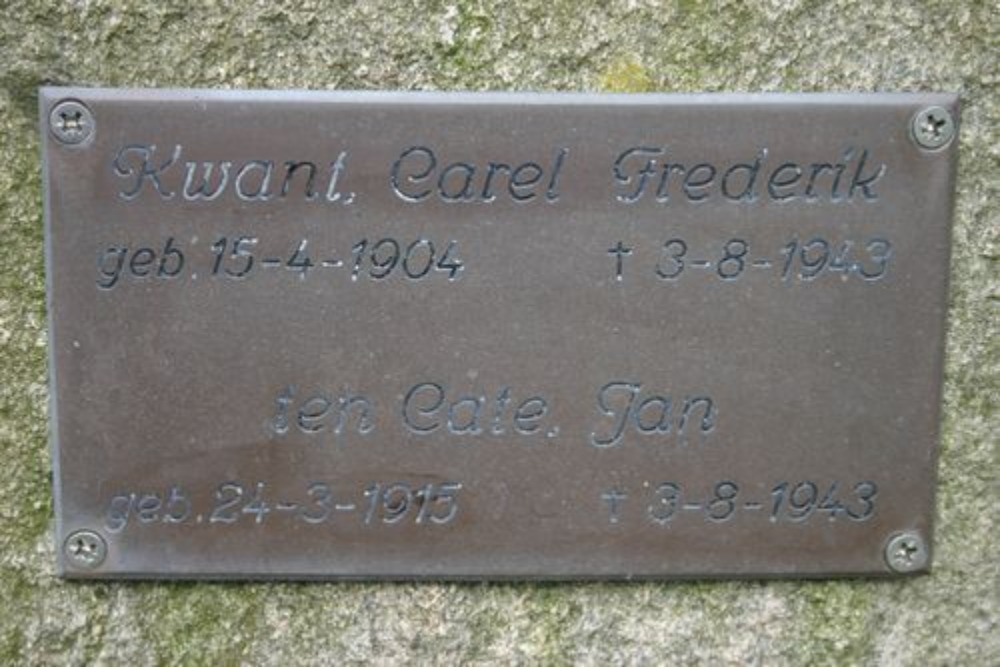 Kwant, Carel Frederik
geb. 15-4-1904 † 3-8-1943
ten Cate, Jan
geb. 24-3-1915 † 3-8-1943